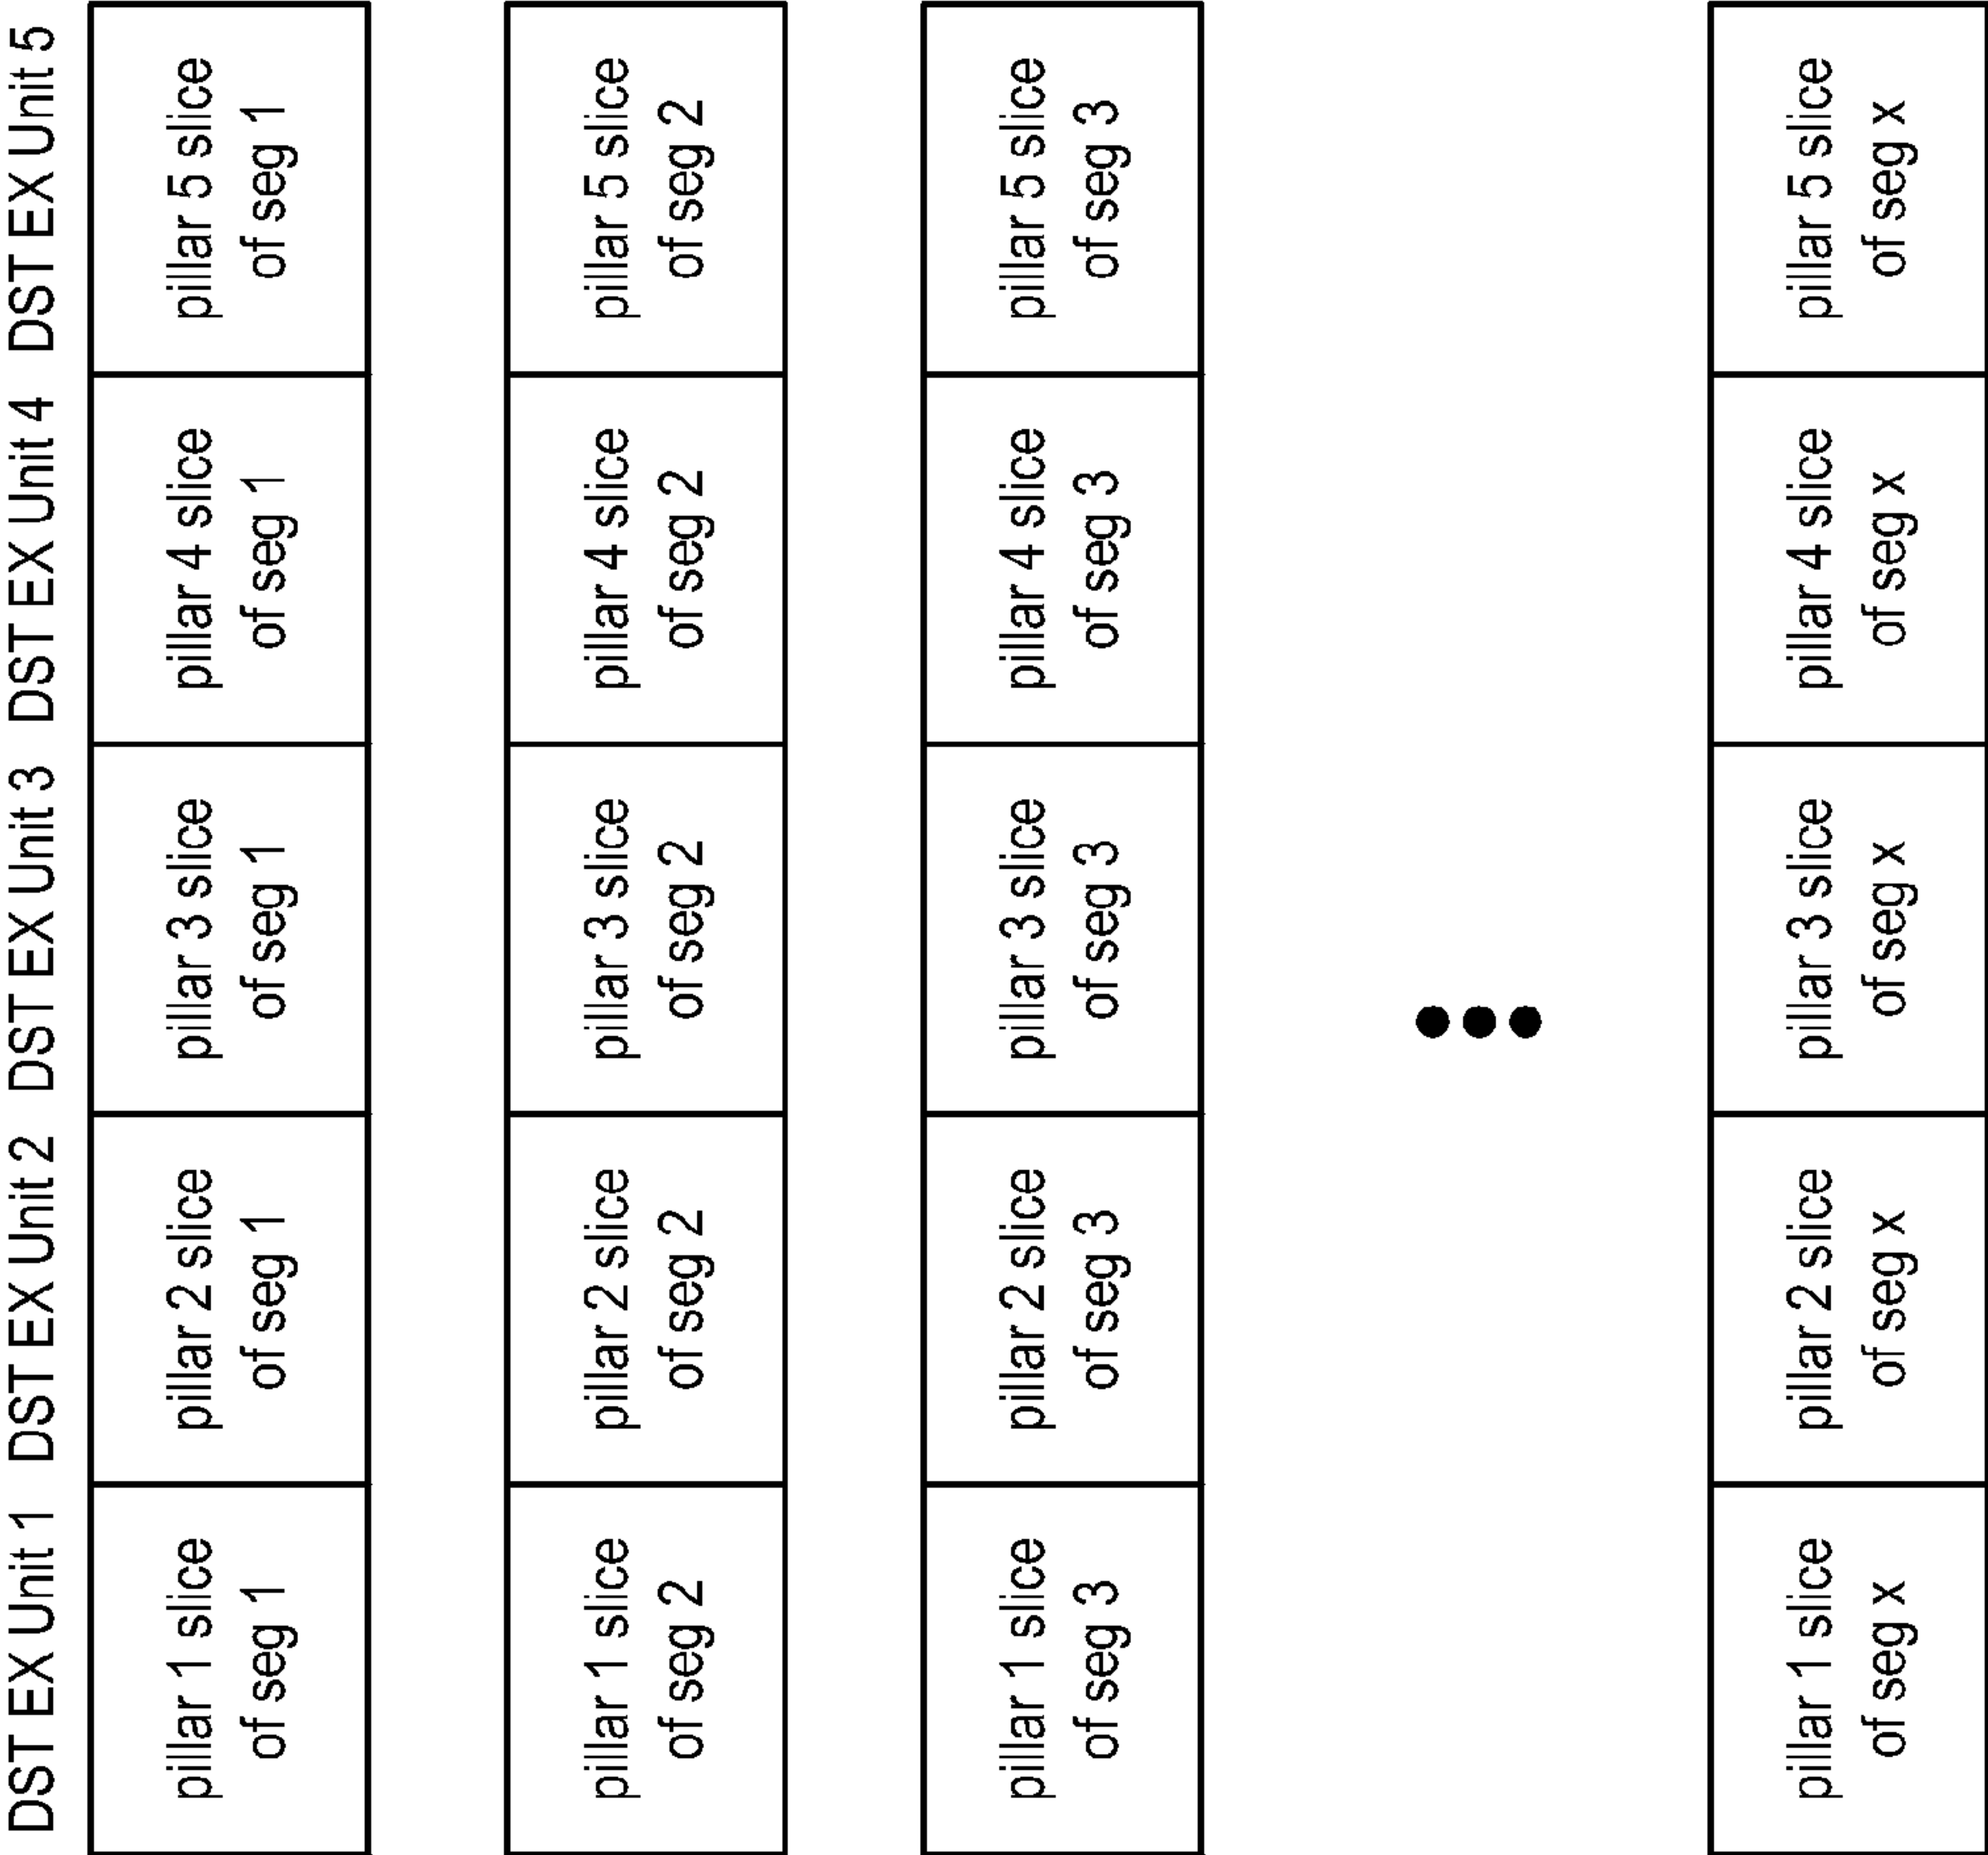 DST EX Unit 1 DST EX Unit 2 DST EX Unit 3 DST EX Unit 4 DST EX Unit 5
pillar 1 slice
of seg 1
pillar 2 slice
of seg 1
pillar 3 slice
of seg 1
pillar 4 slice
of seg 1
pillar 5 slice
of seg 1
pillar 1 slice
of seg 2
pillar 2 slice
of seg 2
pillar 3 slice
of seg 2
pillar 4 slice
of seg 2
pillar 5 slice
of seg 2
pillar 1 slice
of seg 3
pillar 2 slice
of seg 3
pillar 3 slice
of seg 3
pillar 4 slice
of seg 3
pillar 5 slice
of seg 3
pillar 1 slice
of seg x
pillar 2 slice
of seg x
pillar 3 slice
of seg x
pillar 4 slice
of seg x
pillar 5 slice
of seg x